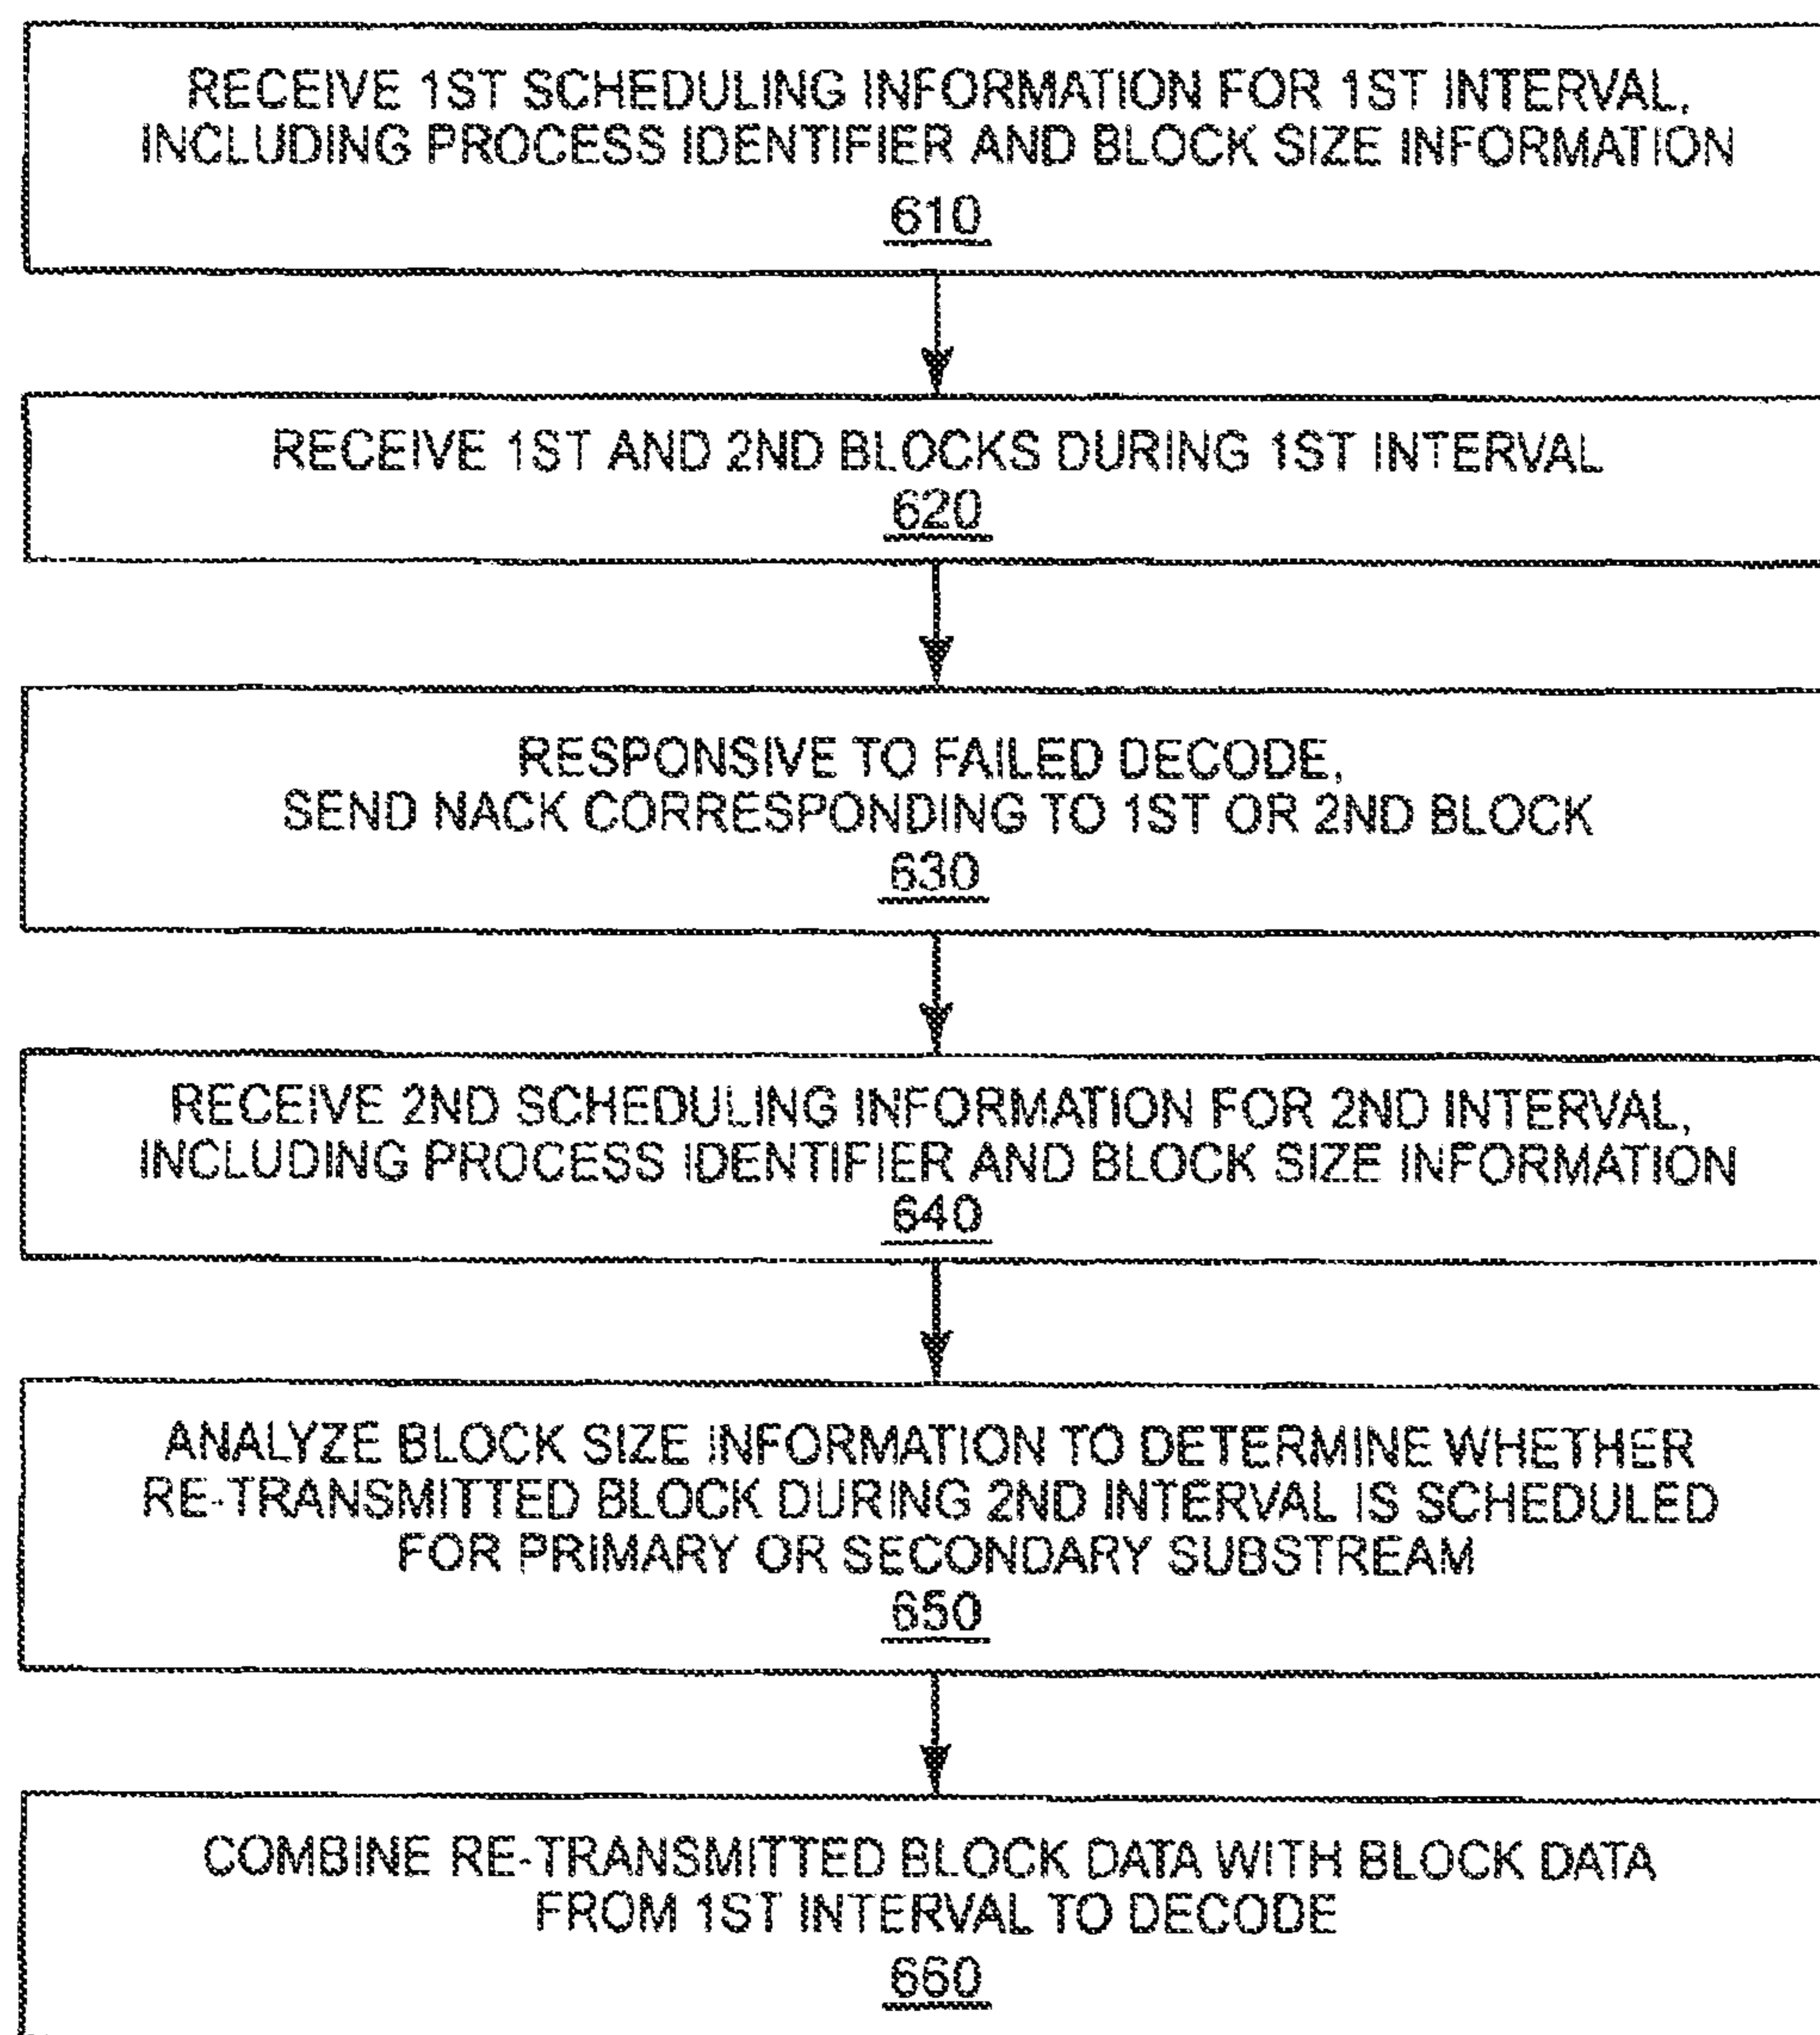 RECEIVE 1ST SCHEDULING INFORMATION FOR 1ST INTERVAL,
INCLUDING PROCESS IDENTIFIER AND BLOCK SIZE INFORMATION
610
RECEIVE 1ST AND 2ND BLOCKS DURING 1ST INTERVAL
620
RESPONSIVE TO FAILED DECODE,
SEND NACK CORRESPONDING TO 1ST OR 2ND BLOCK
630
RECEIVE 2ND SCHEDULING INFORMATION FOR 2ND INTERVAL,
INCLUDING PROCESS IDENTIFIER AND BLOCK SIZE INFORMATION
640
ANALYZE BLOCK SIZE INFORMATION TO DETERMINE WHETHER
RE-TRANSMITTED BLOCK DURING 2ND INTERVAL IS SCHEDULED
FOR PRIMARY OR SECONDARY SUBSTREAM
650
COMBINE RE-TRANSMITTED BLOCK DATA WITH BLOCK DATA
FROM 1ST INTERVAL TO DECODE
660